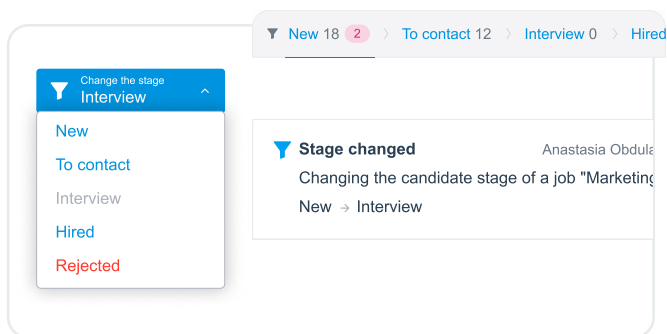 New 18 2 To contact 12 Interview 0 Hired
Change the stage
Interview
New
To contact
Interview
Hired
Rejected
Stage changed Anastasia
Changing the candidate stage of a job "Marketing
New → Interview